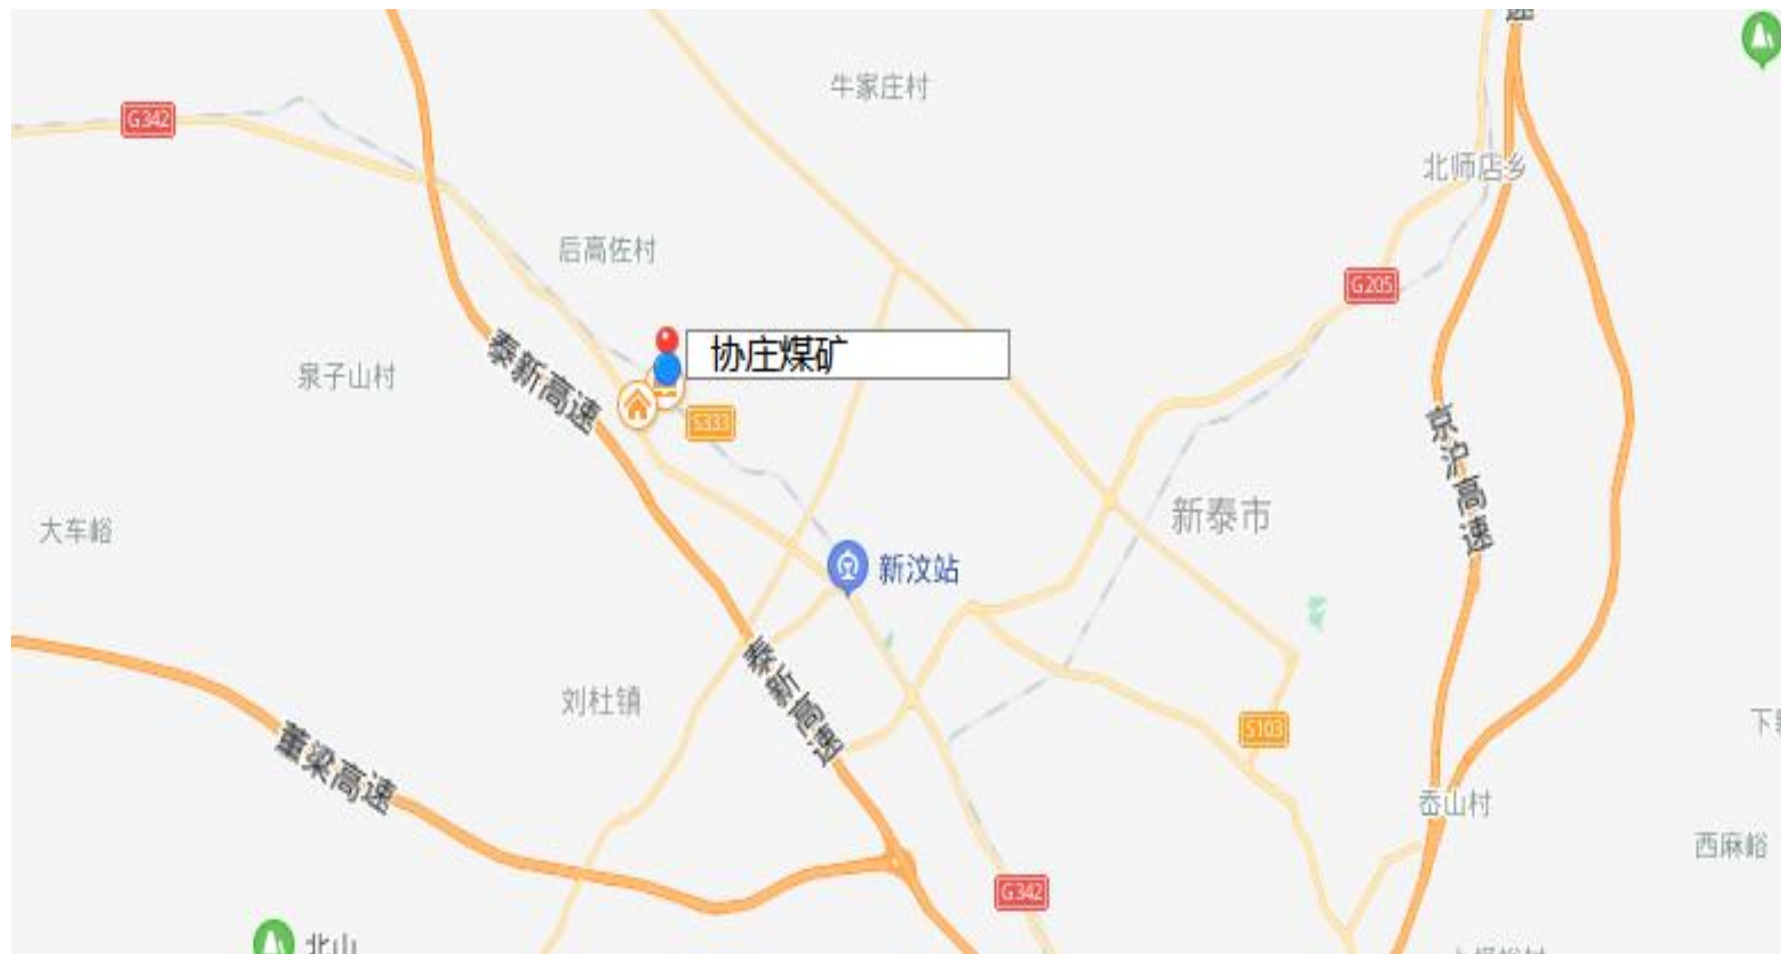 速
牛家庄村
G342
北师店乡
后高佐村
G205
协庄煤矿
泰新高速
泉子山村
S333
京沪高速
大车峪
新泰市
新汶站
泰新高速
刘杜镇
S103
董梁高速
岙山村
西麻峪
G342
北山